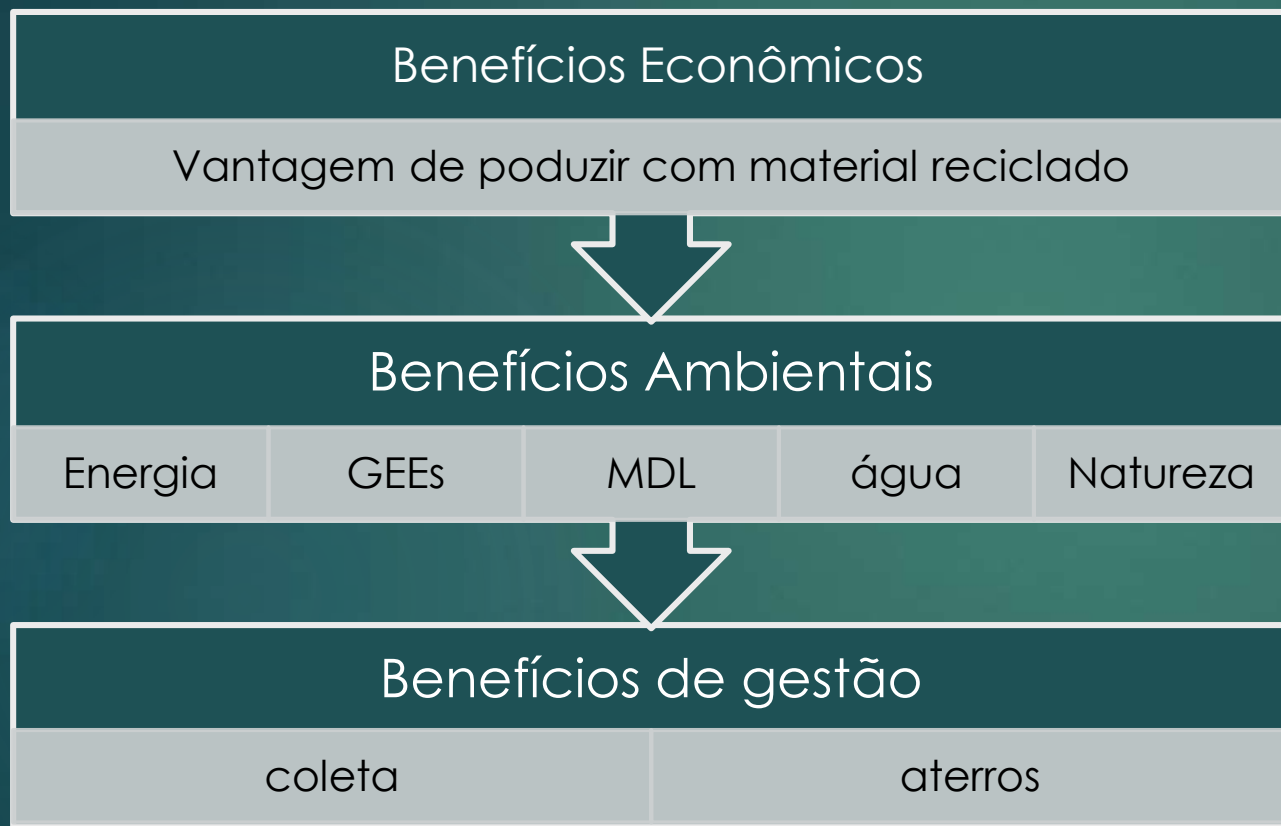 Benefícios Econômicos
Vantagem de poduzir com material reciclado
Benefícios Ambientais
Energia GEEs MDL água Natureza
Benefícios de gestão
coleta aterros